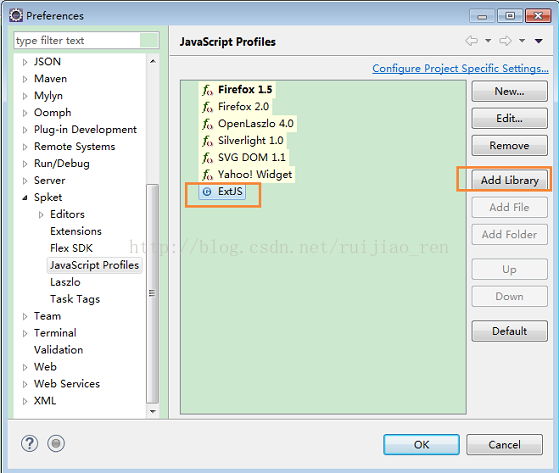 Preferences
type filter text
JSON
Maven
Mylyn
Oomph
Plug-in Development
Remote Systems
Run/Debug
Server
Spket
Editors
Extensions
Flex SDK
JavaScript Profiles
Laszlo
Task Tags
Team
Terminal
Validation
Web
Web Services
XML
JavaScript Profiles
Configure Project Specific Settings...
Firefox 1.5
Firefox 2.0
OpenLaszlo 4.0
Silverlight 1.0
SVG DOM 1.1
Yahoo! Widget
ExtJS
New...
Edit...
Remove
Add Library
Add File
Add Folder
Up
Down
Default
http://blog.csdn.net/ruijiao_ren
OK
Cancel